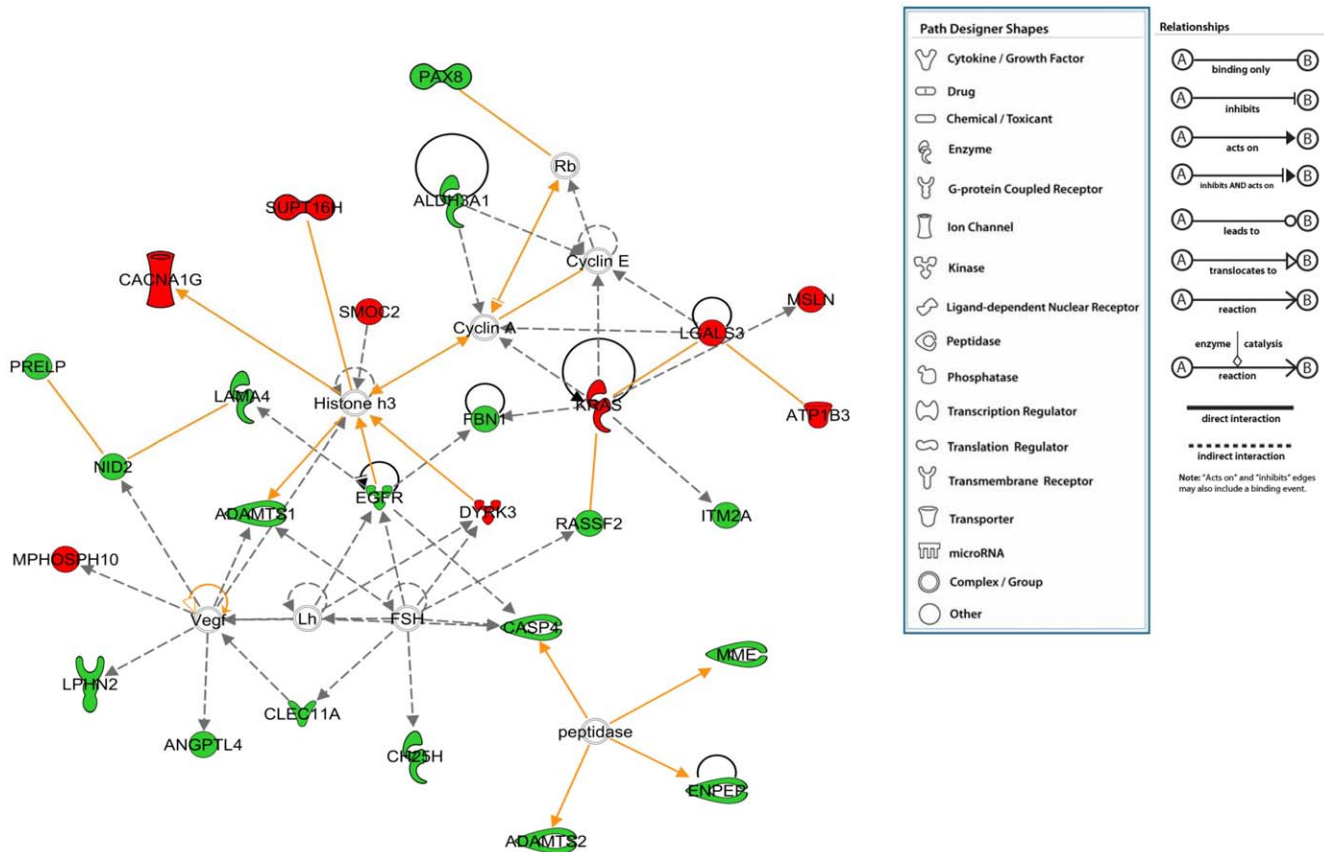 PAX8
Rb
ALDH3A1
SUPT16H
Cyclin E
CACNA1G
SMOC2
MSLN
Cyclin A
LGALS3
PRELP
LAMA4
Histone h3
FBN1
KRAS
ATP1B3
NID2
EGFR
ADAMTS1
DYRK3
RASSF2
ITM2A
MPHOSPH10
Vegf
Lh
FSH
CASP4
MME
LPHN2
CLEC11A
peptidase
ANGPTL4
CH25H
ENPEP
ADAMTS2
Path Designer Shapes
Cytokine / Growth Factor
Drug
Chemical / Toxicant
Enzyme
G-protein Coupled Receptor
Ion Channel
Kinase
Ligand-dependent Nuclear Receptor
Peptidase
Phosphatase
Transcription Regulator
Translation Regulator
Transmembrane Receptor
Transporter
microRNA
Complex / Group
Other
Relationships
A B
binding only
A B
inhibits
A B
acts on
A B
inhibits AND acts on
A B
leads to
A B
translocates to
A B
reaction
enzyme catalysis
A B
reaction
direct interaction
indirect interaction
Note: "Acts on" and "inhibits" edges
may also include a binding event.